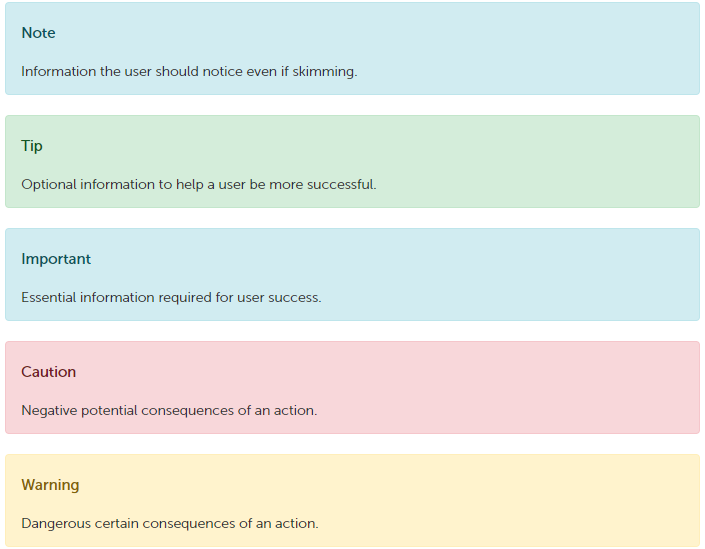 Note
Information the user should notice even if skimming.
Tip
Optional information to help a user be more successful.
Important
Essential information required for user success.
Caution
Negative potential consequences of an action.
Warning
Dangerous certain consequences of an action.